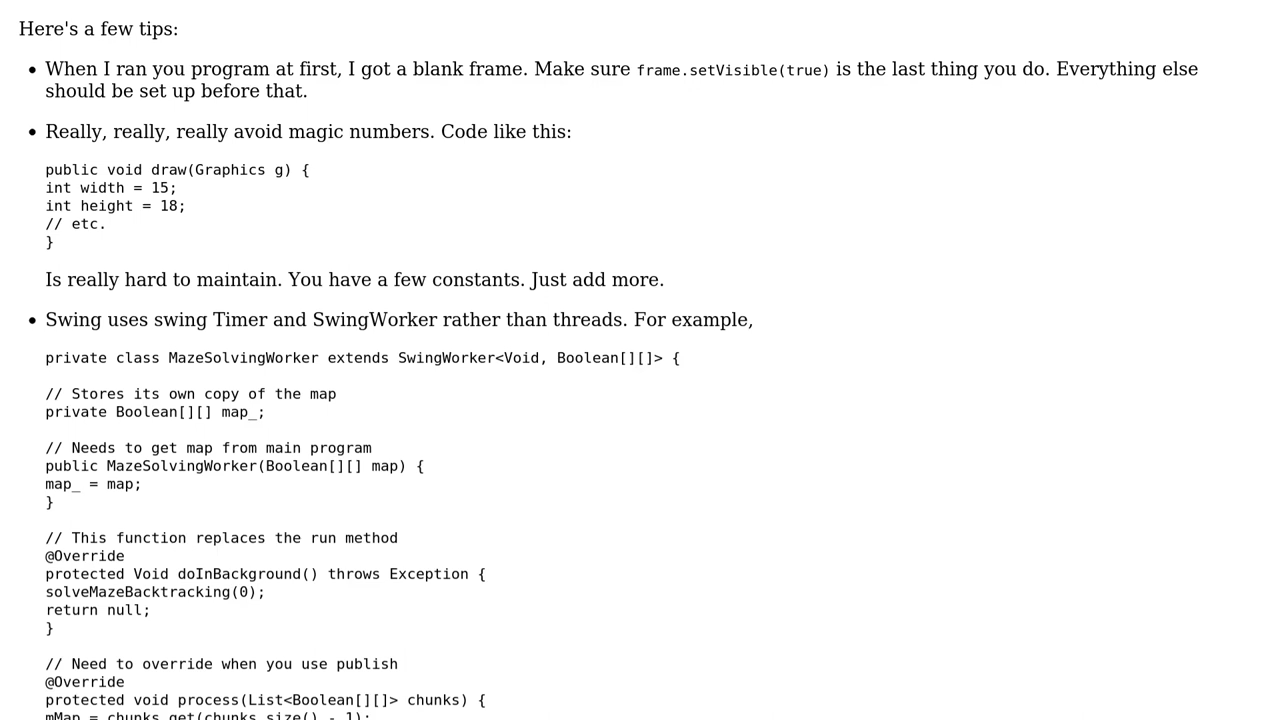 Here's a few tips:
• When I ran you program at first, I got a blank frame. Make sure frame.setVisible(true) is the last thing you do. Everything else
should be set up before that.
• Really, really, really avoid magic numbers. Code like this:
public void draw(Graphics g) {
int width = 15;
int height = 18;
// etc.
}
Is really hard to maintain. You have a few constants. Just add more.
• Swing uses swing Timer and SwingWorker rather than threads. For example,
private class MazeSolvingWorker extends SwingWorker<Void, Boolean[][]> {
// Stores its own copy of the map
private Boolean[][] map_;
// Needs to get map from main program
public MazeSolvingWorker(Boolean[][] map) {
map_ = map;
}
// This function replaces the run method
@Override
protected Void doInBackground() throws Exception {
solveMazeBacktracking(0);
return null;
}
// Need to override when you use publish
@Override
protected void process(List<Boolean[][]> chunks) {
mMap = chunks.get(chunks.size() - 1);